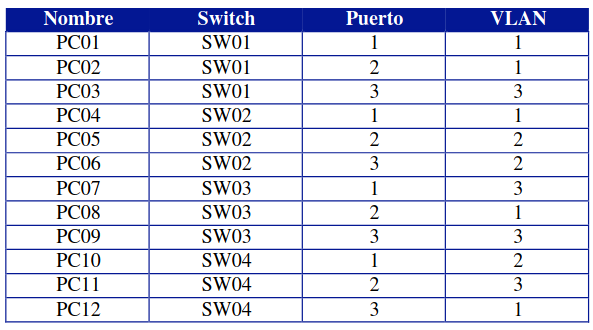 Nombre Switch Puerto VLAN
PC01 SW01 1 1
PC02 SW01 2 1
PC03 SW01 3 3
PC04 SW02 1 1
PC05 SW02 2 2
PC06 SW02 3 2
PC07 SW03 1 3
PC08 SW03 2 1
PC09 SW03 3 3
PC10 SW04 1 2
PC11 SW04 2 3
PC12 SW04 3 1